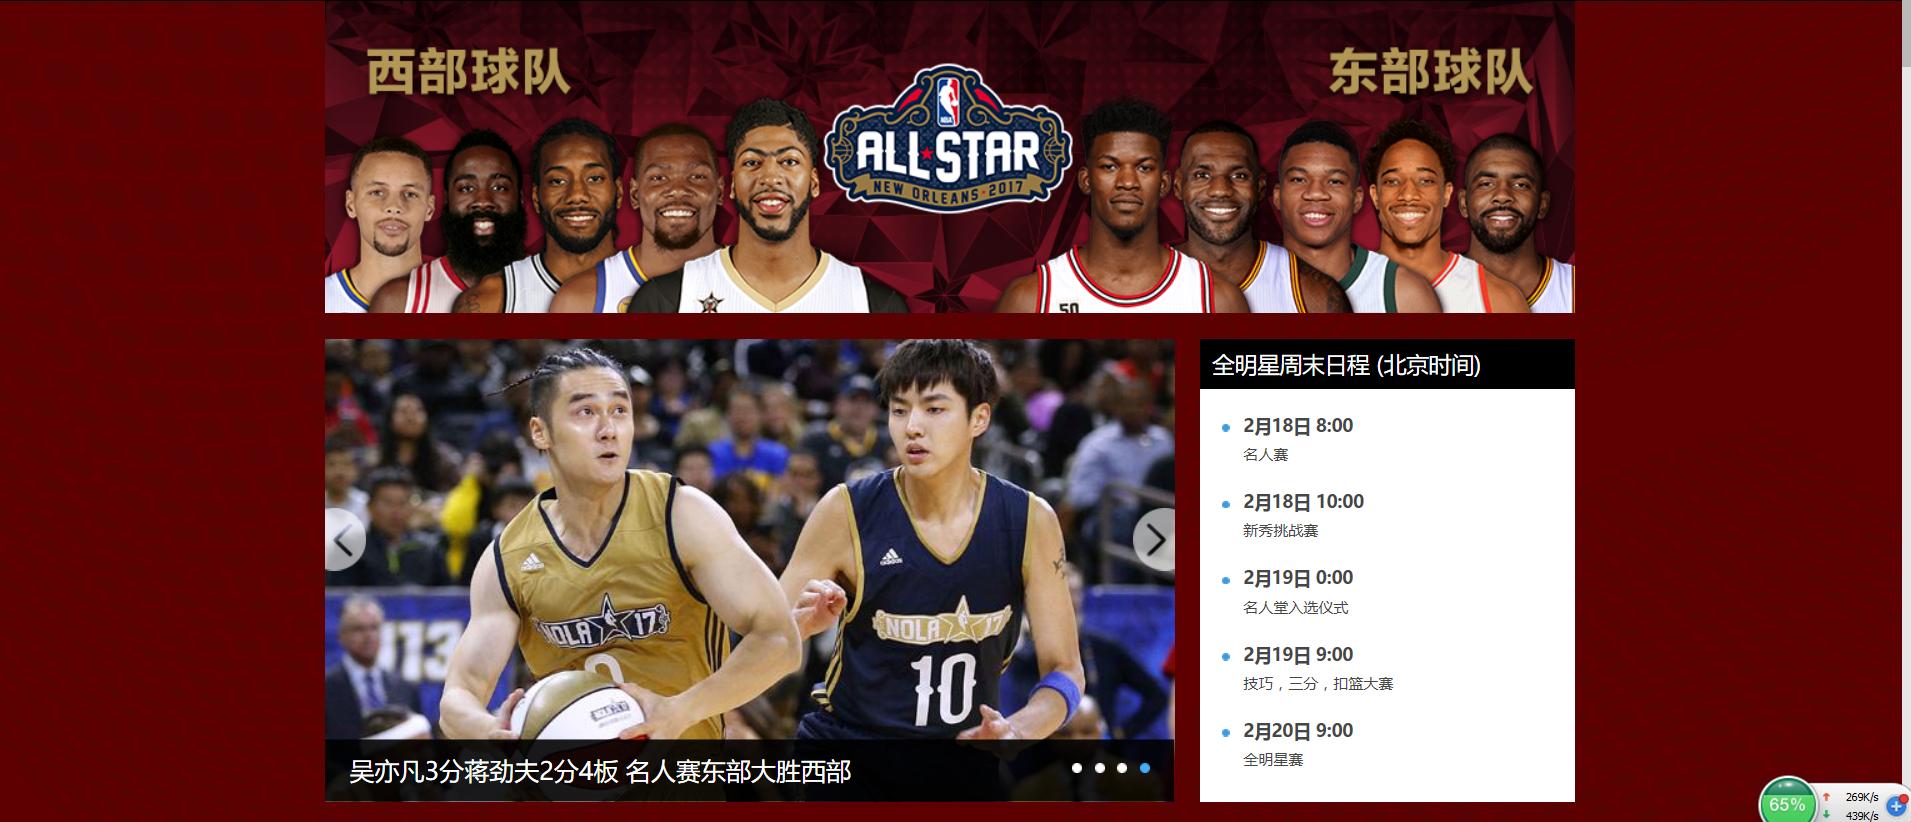 西部球队
东部球队
NBA
ALL STAR
NEW ORLEANS 2017
50
全明星周末日程 (北京时间)
2月18日 8:00
名人赛
2月18日 10:00
新秀挑战赛
2月19日 0:00
名人堂入选仪式
2月19日 9:00
技巧，三分，扣篮大赛
2月20日 9:00
全明星赛
adidas
adidas
NOLA 17
NOLA 17
10
吴亦凡3分蒋劲夫2分4板 名人赛东部大胜西部
65%
269K/s
439K/s